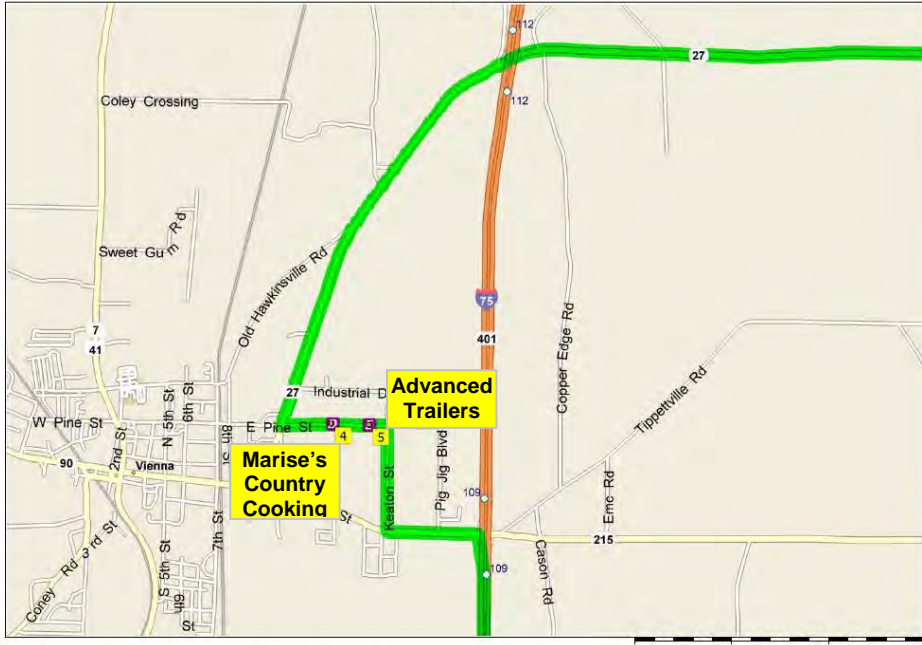 112
27
112
Coley Crossing
Sweet Gum Rd
Old Hawkinsville Rd
75
401
Copper Edge Rd
7
41
Tippettville Rd
27
Industrial D
Advanced
Trailers
W Pine St
N 5th St
6th St
8th St
E Pine St
D
E
4
5
2nd St
90
Vienna
Marise's
Country
Cooking
St
Keaton St
Pig Jig Blvd
109
Emc Rd
215
Cason Rd
109
Coney Rd
3rd St
S 5th St
7th St
6th
St